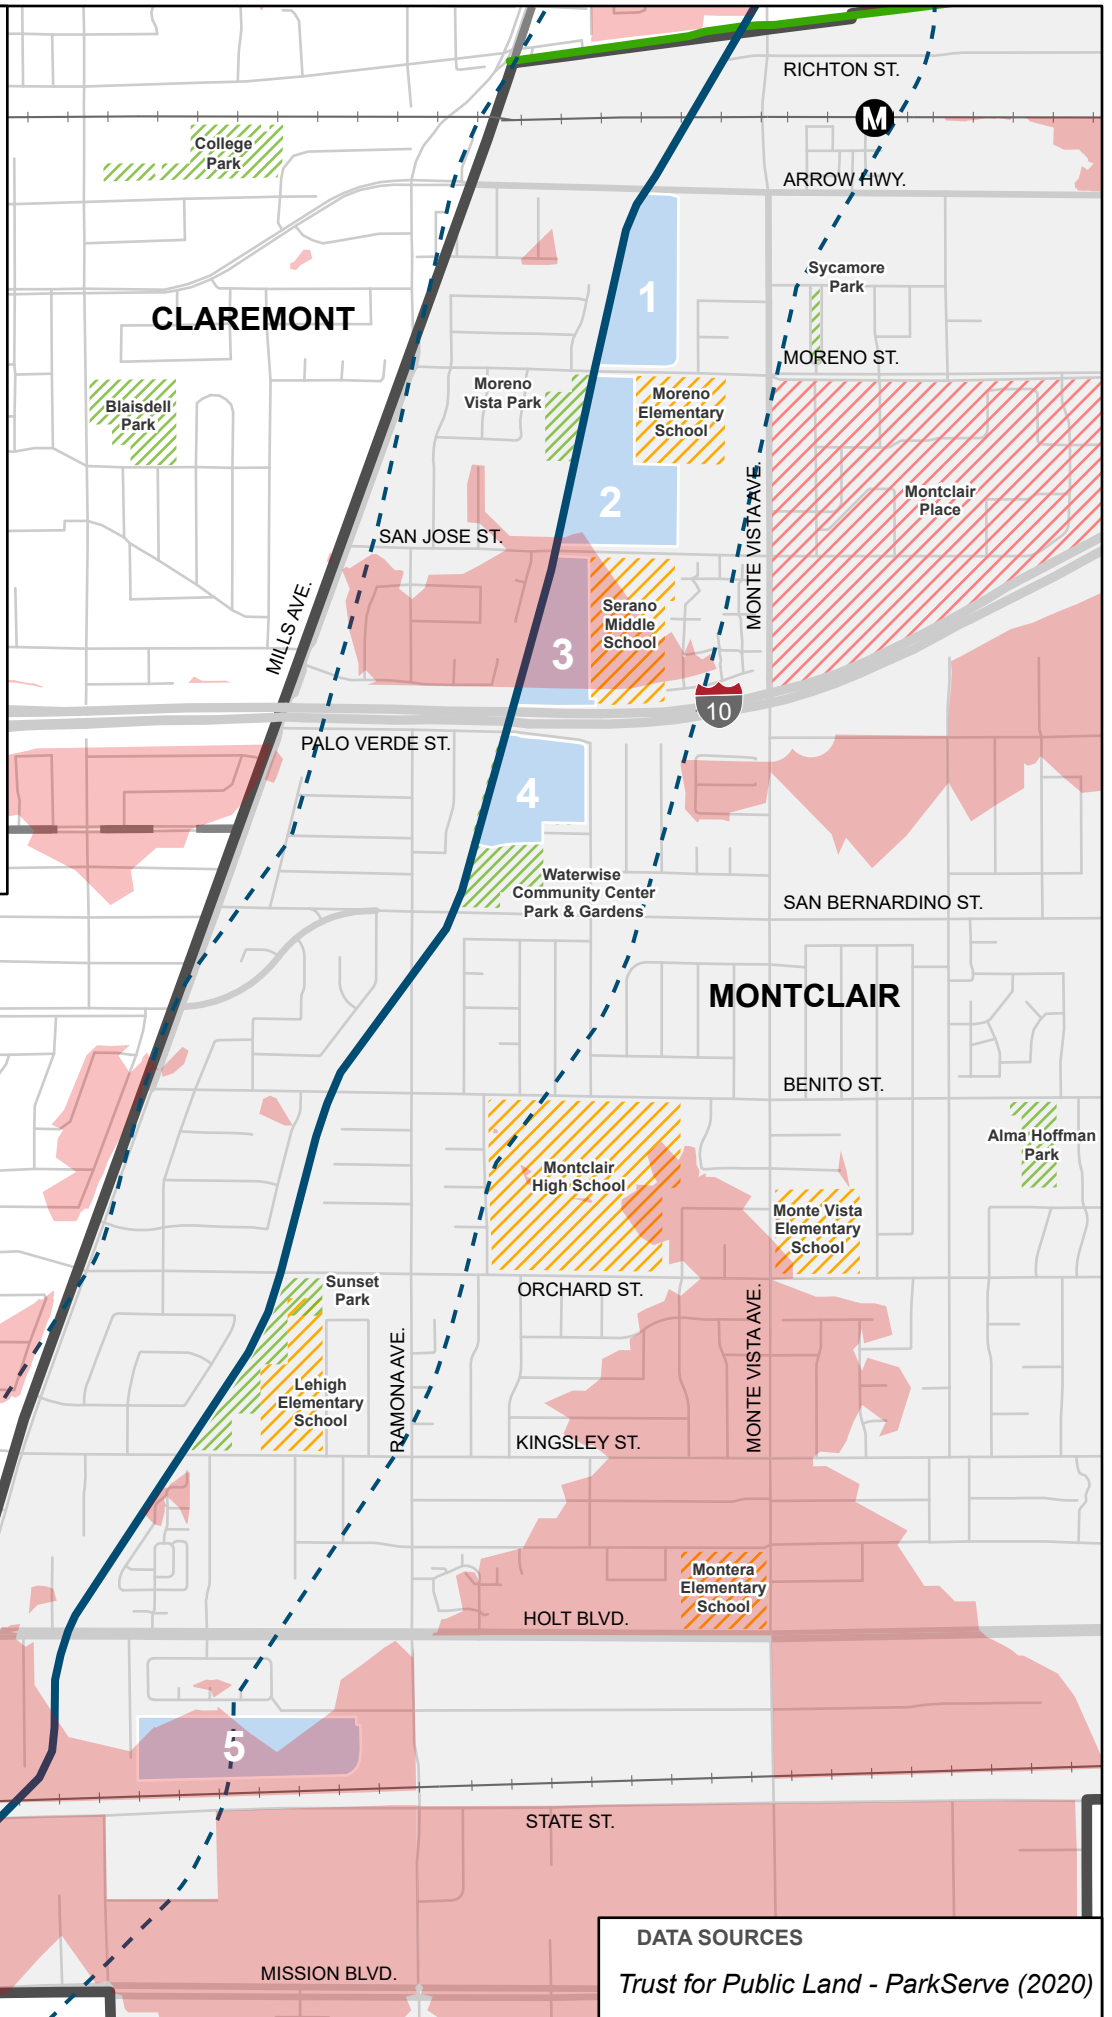 RICHTON ST.
M
College
Park
ARROW HWY.
Sycamore
Park
1
CLAREMONT
MORENO ST.
Moreno
Vista Park
Moreno
Elementary
School
Blaisdell
Park
MONTE VISTA AVE.
Montclair
Place
2
SAN JOSE ST.
MILLS AVE.
Serano
Middle
School
3
10
PALO VERDE ST.
4
Waterwise
Community Center
Park & Gardens
SAN BERNARDINO ST.
MONTCLAIR
BENITO ST.
Alma Hoffman
Park
Montclair
High School
Monte Vista
Elementary
School
Sunset
Park
ORCHARD ST.
RAMONA AVE.
MONTE VISTA AVE.
Lehigh
Elementary
School
KINGSLEY ST.
Montera
Elementary
School
HOLT BLVD.
5
STATE ST.
MISSION BLVD.
DATA SOURCES
Trust for Public Land - ParkServe (2020)